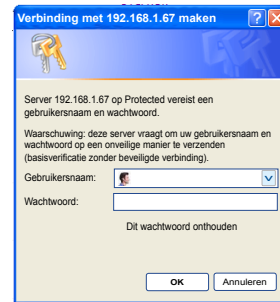 Verbinding met 192.168.1.67 maken
Server 192.168.1.67 op Protected vereist een
gebruikersnaam en wachtwoord.
Waarschuwing: deze server vraagt om uw gebruikersnaam en
wachtwoord op een onveilige manier te verzenden
(basisverificatie zonder beveiligde verbinding).
Gebruikersnaam:
Wachtwoord:
Dit wachtwoord onthouden
OK Annuleren